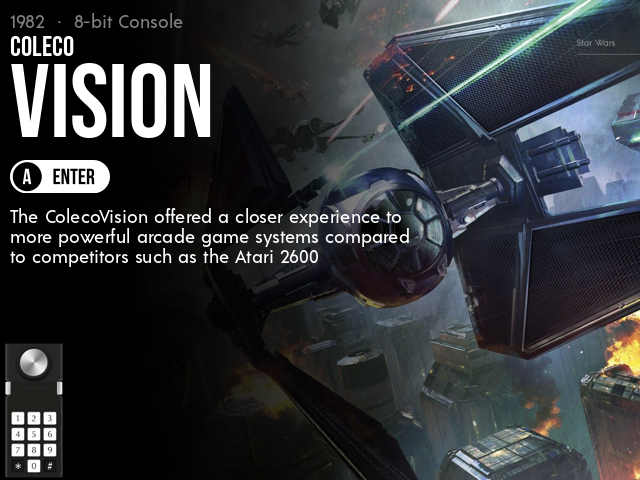 1982 · 8-bit Console
COLECO
VISION
Star Wars
A ENTER
The ColecoVision offered a closer experience to
more powerful arcade game systems compared
to competitors such as the Atari 2600
1 2 3
4 5 6
7 8 9
* 0 #